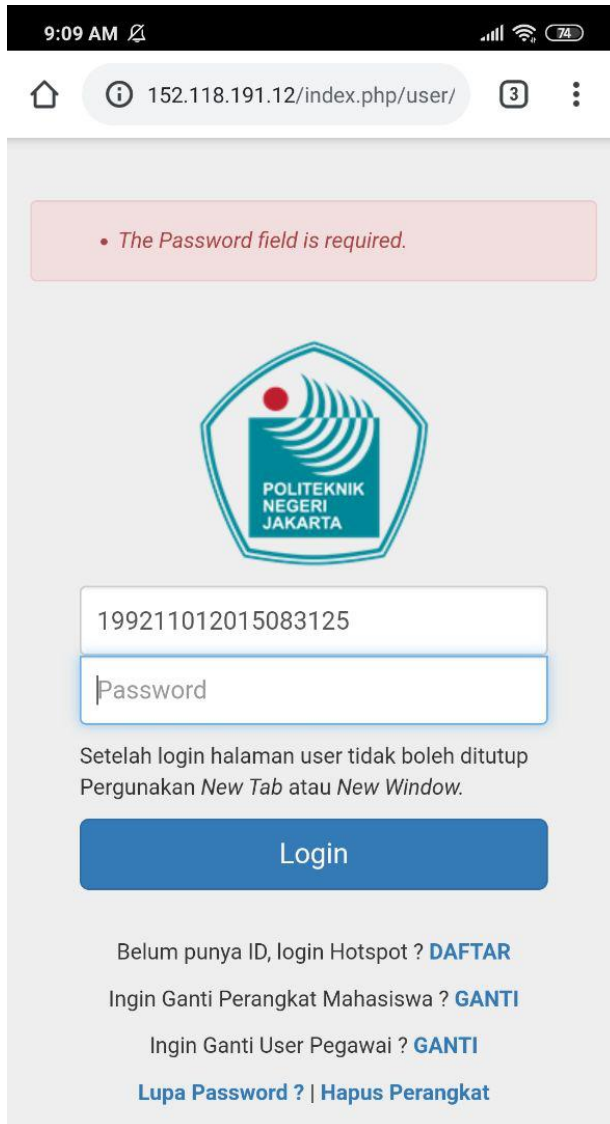 9:09 AM 74
152.118.191.12/index.php/user/ 3
• The Password field is required.
POLITEKNIK
NEGERI
JAKARTA
199211012015083125
Password
Setelah login halaman user tidak boleh ditutup
Pergunakan New Tab atau New Window.
Login
Belum punya ID, login Hotspot ? DAFTAR
Ingin Ganti Perangkat Mahasiswa ? GANTI
Ingin Ganti User Pegawai ? GANTI
Lupa Password ? | Hapus Perangkat